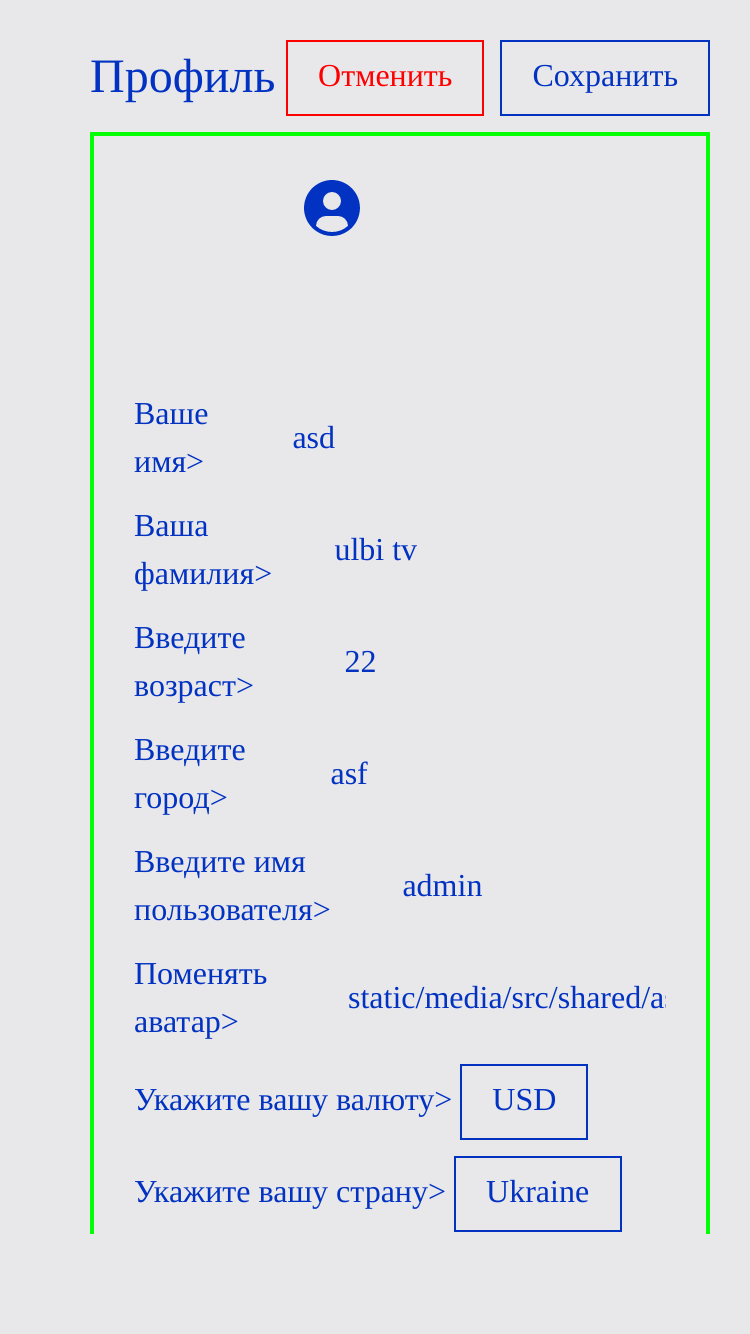 Профиль Отменить Сохранить
Ваше
имя>
asd
Ваша
фамилия>
ulbi tv
Введите
возраст>
22
Введите
город>
asf
Введите имя
пользователя>
admin
Поменять
аватар>
static/media/src/shared/a
Укажите вашу валюту> USD
Укажите вашу страну> Ukraine